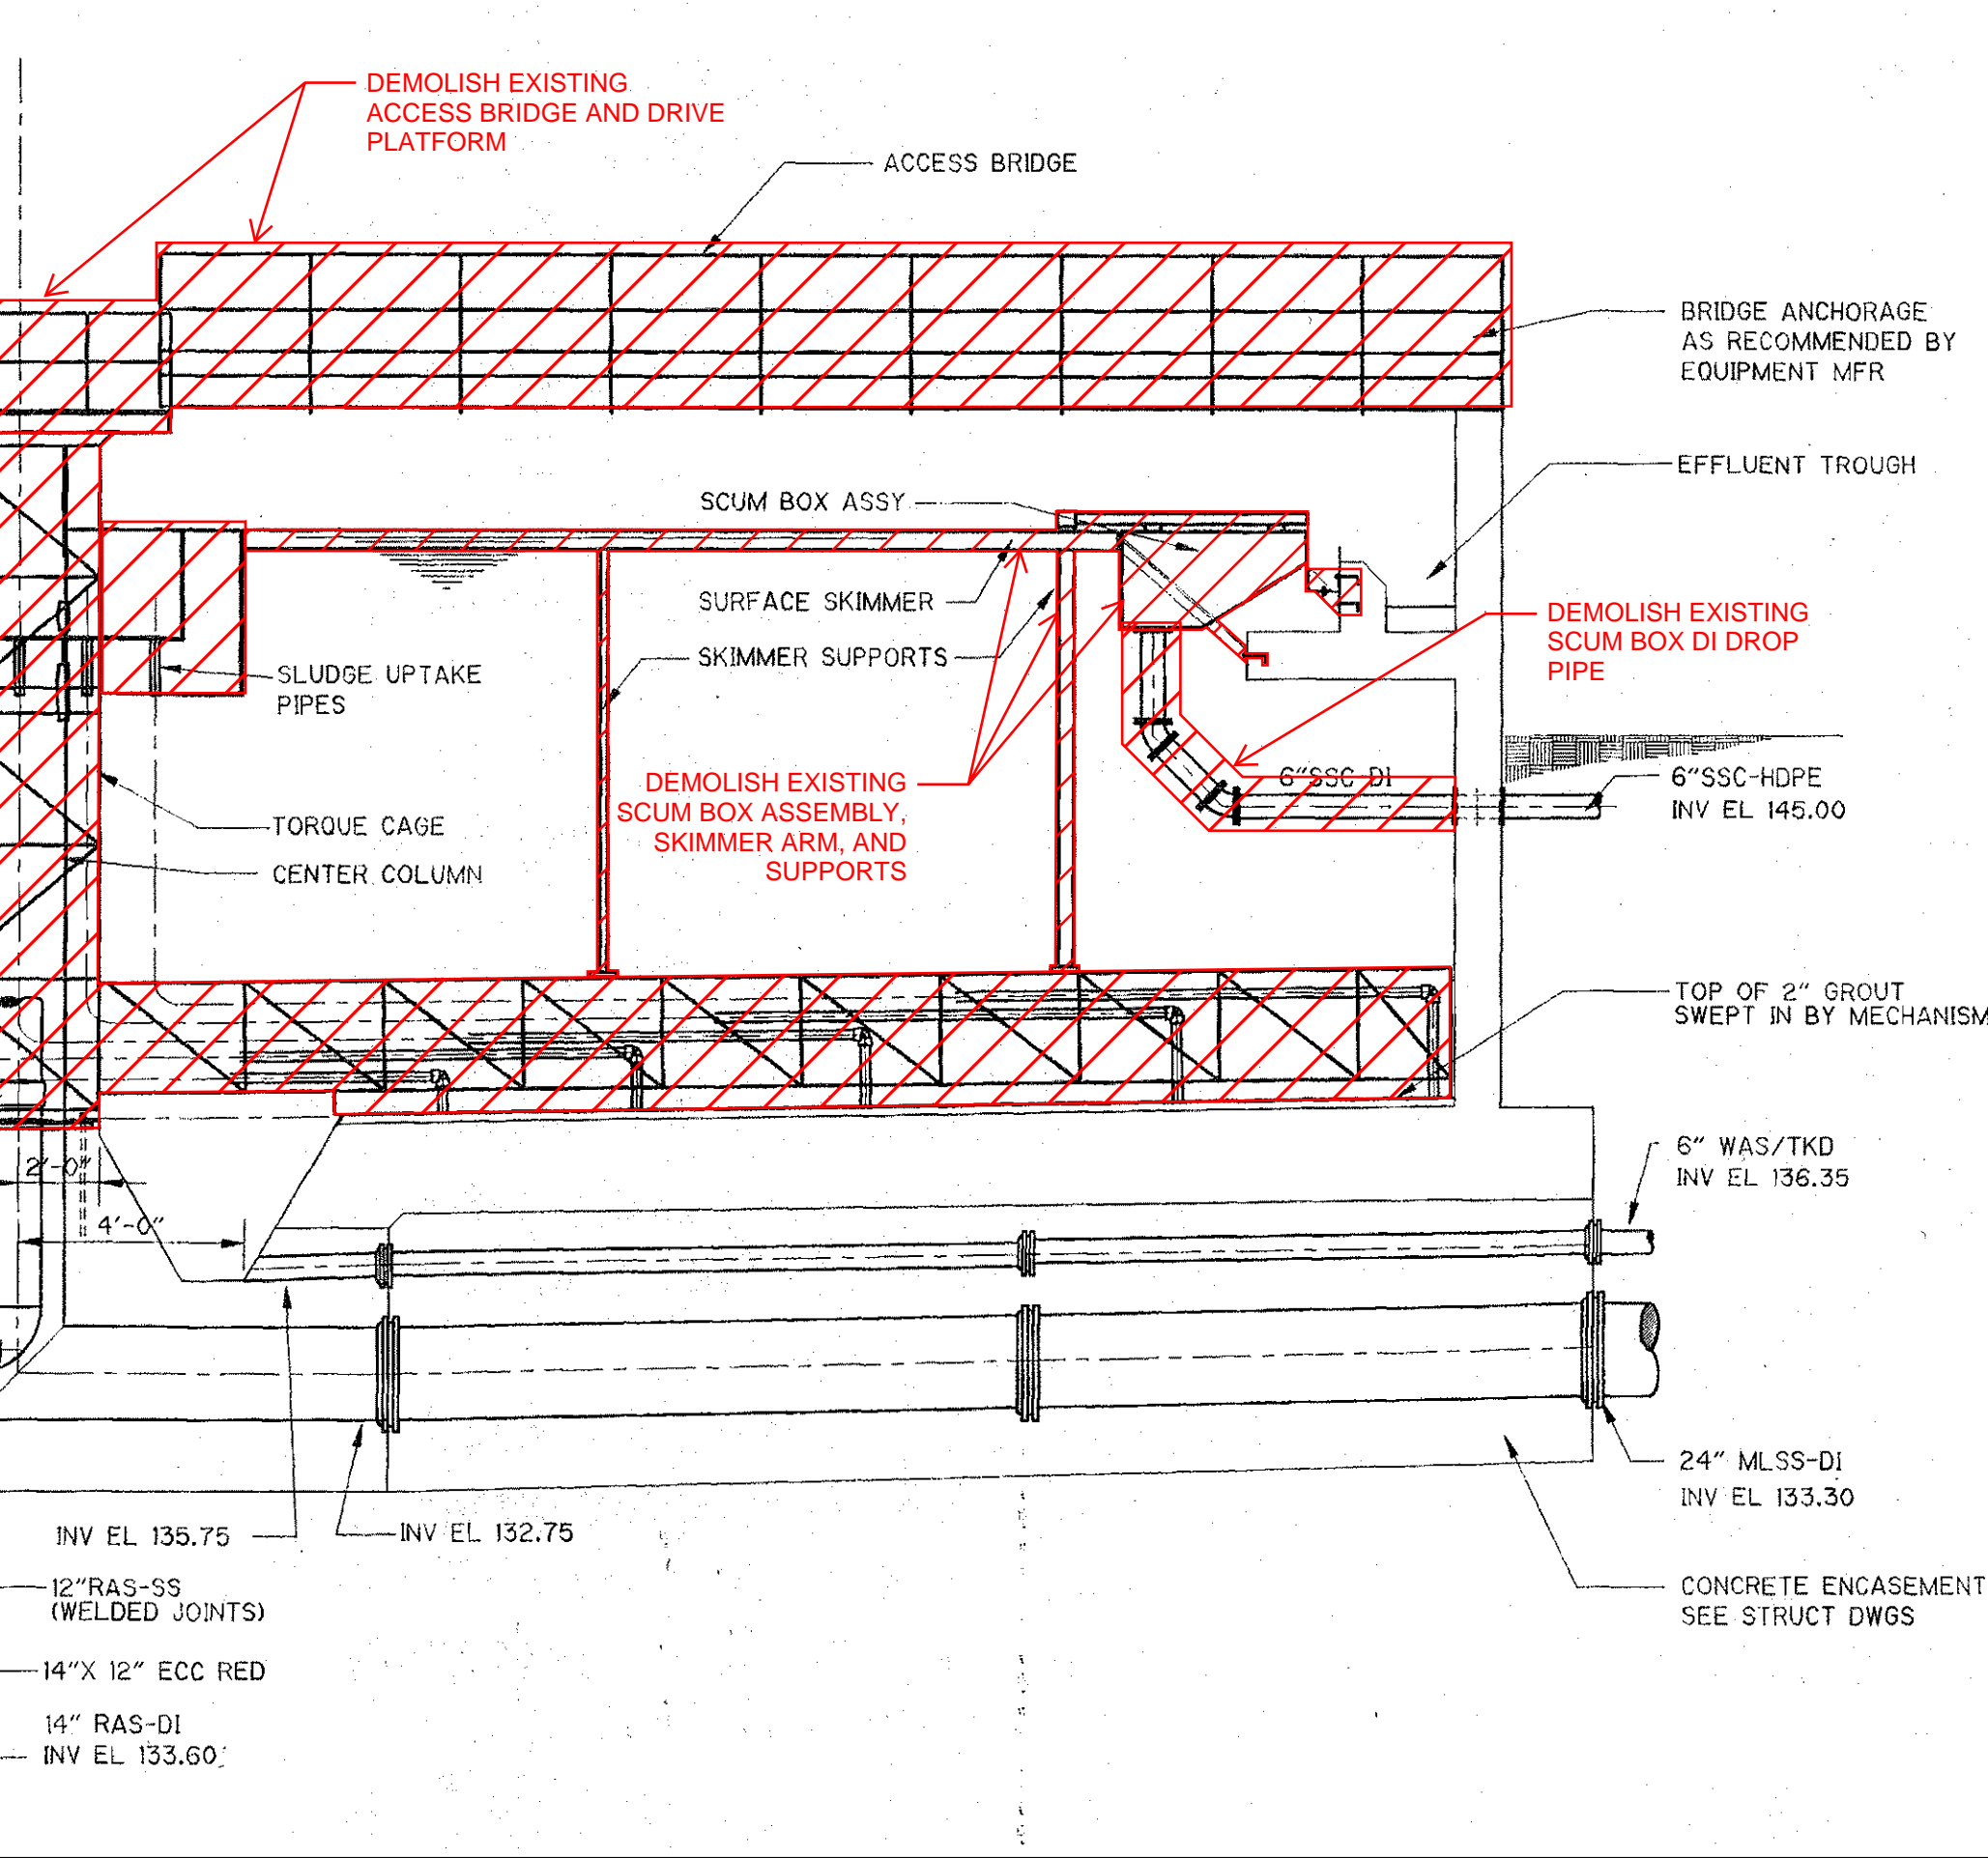 DEMOLISH EXISTING
ACCESS BRIDGE AND DRIVE
PLATFORM
ACCESS BRIDGE
BRIDGE ANCHORAGE
AS RECOMMENDED BY
EQUIPMENT MFR
EFFLUENT TROUGH
SCUM BOX ASSY
SURFACE SKIMMER
SKIMMER SUPPORTS
DEMOLISH EXISTING
SCUM BOX DI DROP
PIPE
SLUDGE UPTAKE
PIPES
DEMOLISH EXISTING
SCUM BOX ASSEMBLY,
SKIMMER ARM, AND
SUPPORTS
6"SSC-DI
6"SSC-HDPE
INV EL 145.00
TORQUE CAGE
CENTER COLUMN
TOP OF 2" GROUT
SWEPT IN BY MECHANISM
6" WAS/TKD
INV EL 136.35
2'-0"
4'-0"
24" MLSS-DI
INV EL 133.30
INV EL 135.75
INV EL 132.75
12"RAS-SS
(WELDED JOINTS)
CONCRETE ENCASEMENT
SEE STRUCT DWGS
14"X 12" ECC RED
14" RAS-DI
INV EL 133.60